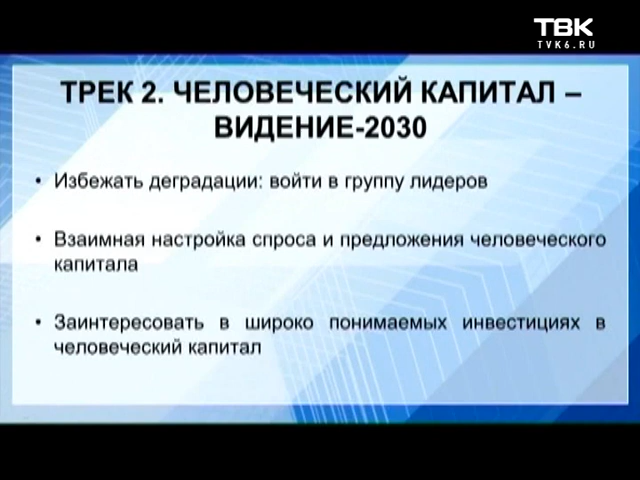 ТВК
TVK6.RU
ТРЕК 2. ЧЕЛОВЕЧЕСКИЙ КАПИТАЛ –
ВИДЕНИЕ-2030
• Избежать деградации: войти в группу лидеров
• Взаимная настройка спроса и предложения человеческого
капитала
• Заинтересовать в широко понимаемых инвестициях в
человеческий капитал